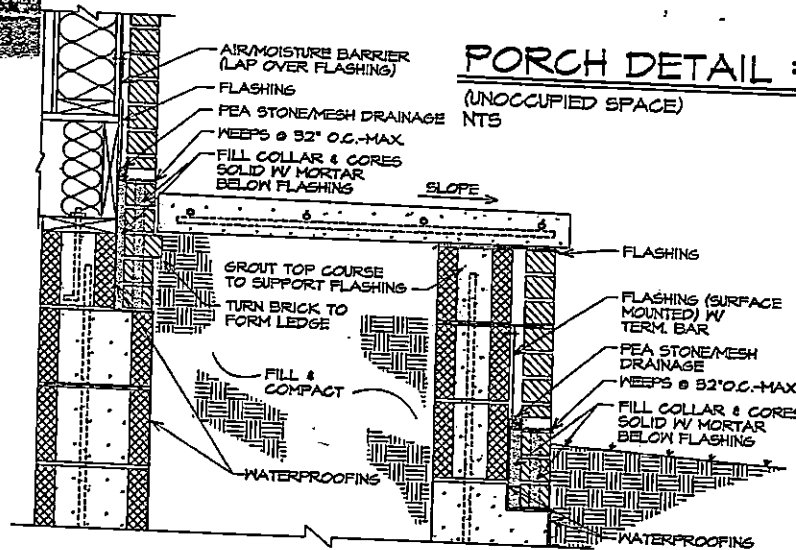 PORCH DETAIL :
(UNOCCUPIED SPACE)
NTS
AIR/MOISTURE BARRIER
(LAP OVER FLASHING)
FLASHING
PEA STONE/MESH DRAINAGE
WEEPS @ 32" O.C.-MAX.
FILL COLLAR & CORES
SOLID W/ MORTAR
BELOW FLASHING
SLOPE
GROUT TOP COURSE
TO SUPPORT FLASHING
TURN BRICK TO
FORM LEDGE
FILL &
COMPACT
WATERPROOFING
FLASHING
FLASHING (SURFACE
MOUNTED) W/
TERM. BAR
PEA STONE/MESH
DRAINAGE
WEEPS @ 32"O.C.-MAX
FILL COLLAR & CORES
SOLID W/ MORTAR
BELOW FLASHING
WATERPROOFING